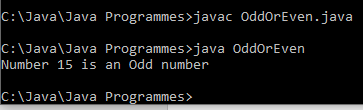 C:\Java\Java Programmes>javac OddOrEven.java
C:\Java\Java Programmes>java OddOrEven
Number 15 is an Odd number
C:\Java\Java Programmes>